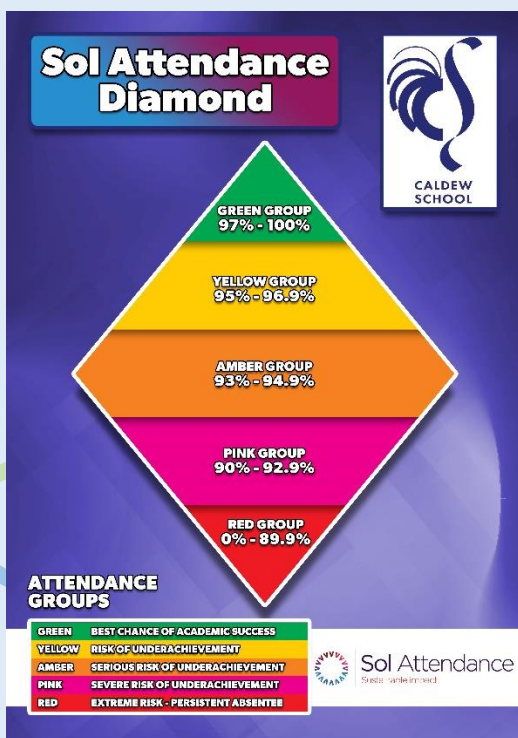 Sol Attendance
Diamond
CALDEW
SCHOOL
GREEN GROUP
97% - 100%
YELLOW GROUP
95% - 96.9%
AMBER GROUP
93% - 94.9%
PINK GROUP
90% - 92.9%
RED GROUP
0% - 89.9%
ATTENDANCE
GROUPS
GREEN BEST CHANCE OF ACADEMIC SUCCESS
YELLOW RISK OF UNDERACHIEVEMENT
AMBER SERIOUS RISK OF UNDERACHIEVEMENT
PINK SEVERE RISK OF UNDERACHIEVEMENT
RED EXTREME RISK - PERSISTENT ABSENTEE
Sol Attendance
Sustainable impact